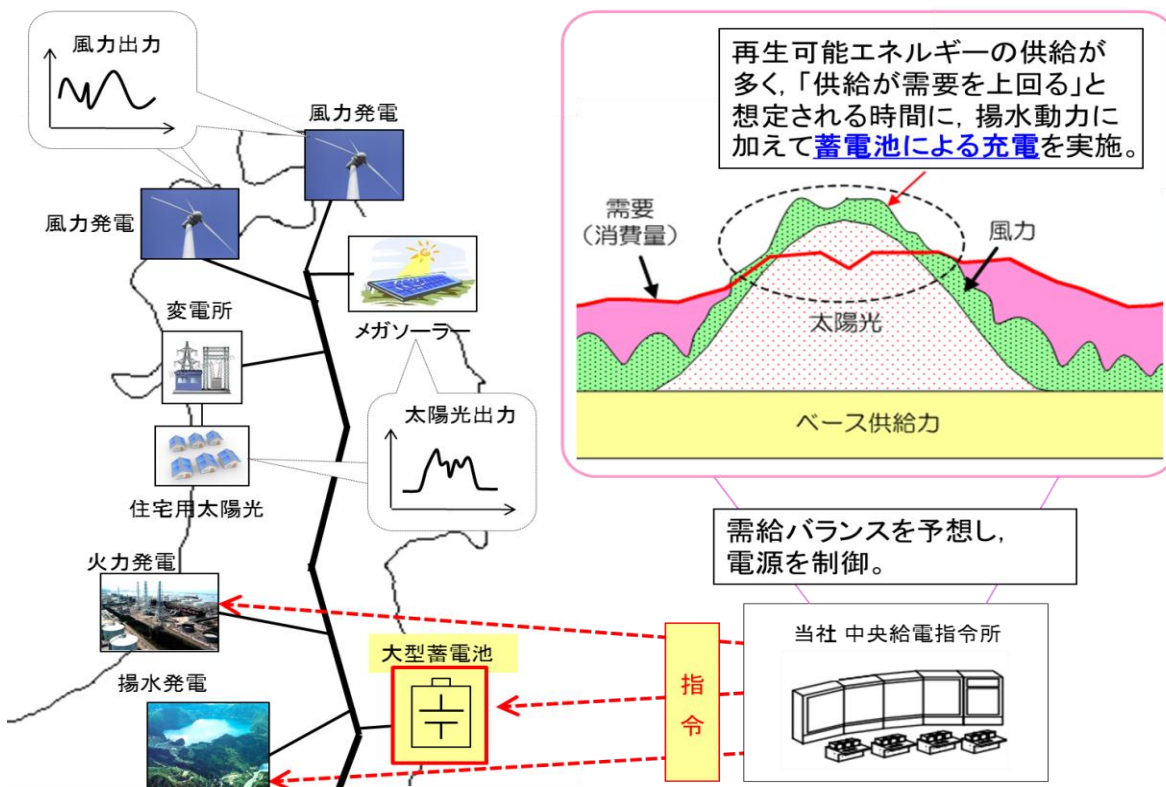 風力出力
風力発電
風力発電
変電所
メガソーラー
太陽光出力
住宅用太陽光
火力発電
揚水発電
大型蓄電池
再生可能エネルギーの供給が
多く,「供給が需要を上回る」と
想定される時間に, 揚水動力に
加えて蓄電池による充電を実施。
需要
(消費量)
風力
太陽光
ベース供給力
需給バランスを予想し,
電源を制御。
指
令
当社 中央給電指令所